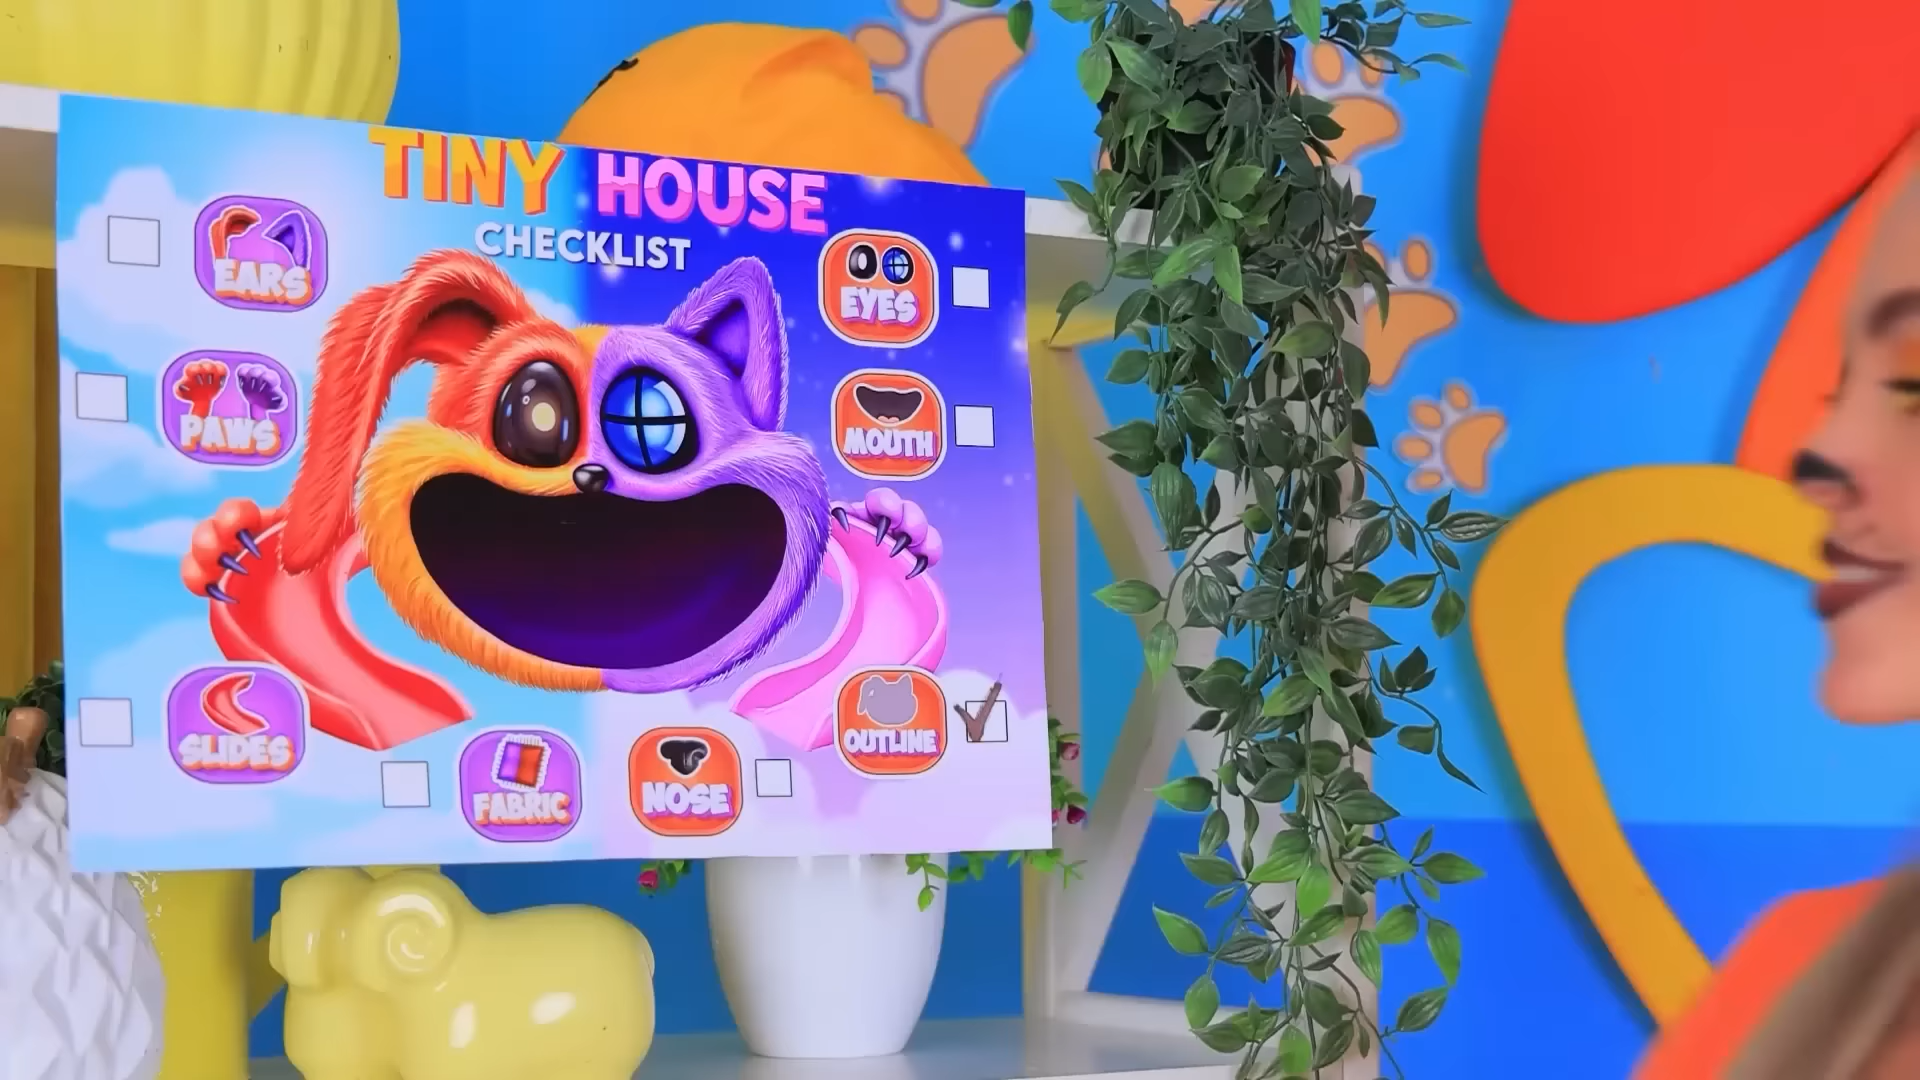 TINY HOUSE
CHECKLIST
EARS
EYES
PAWS
MOUTH
SLIDES
OUTLINE
FABRIC
NOSE